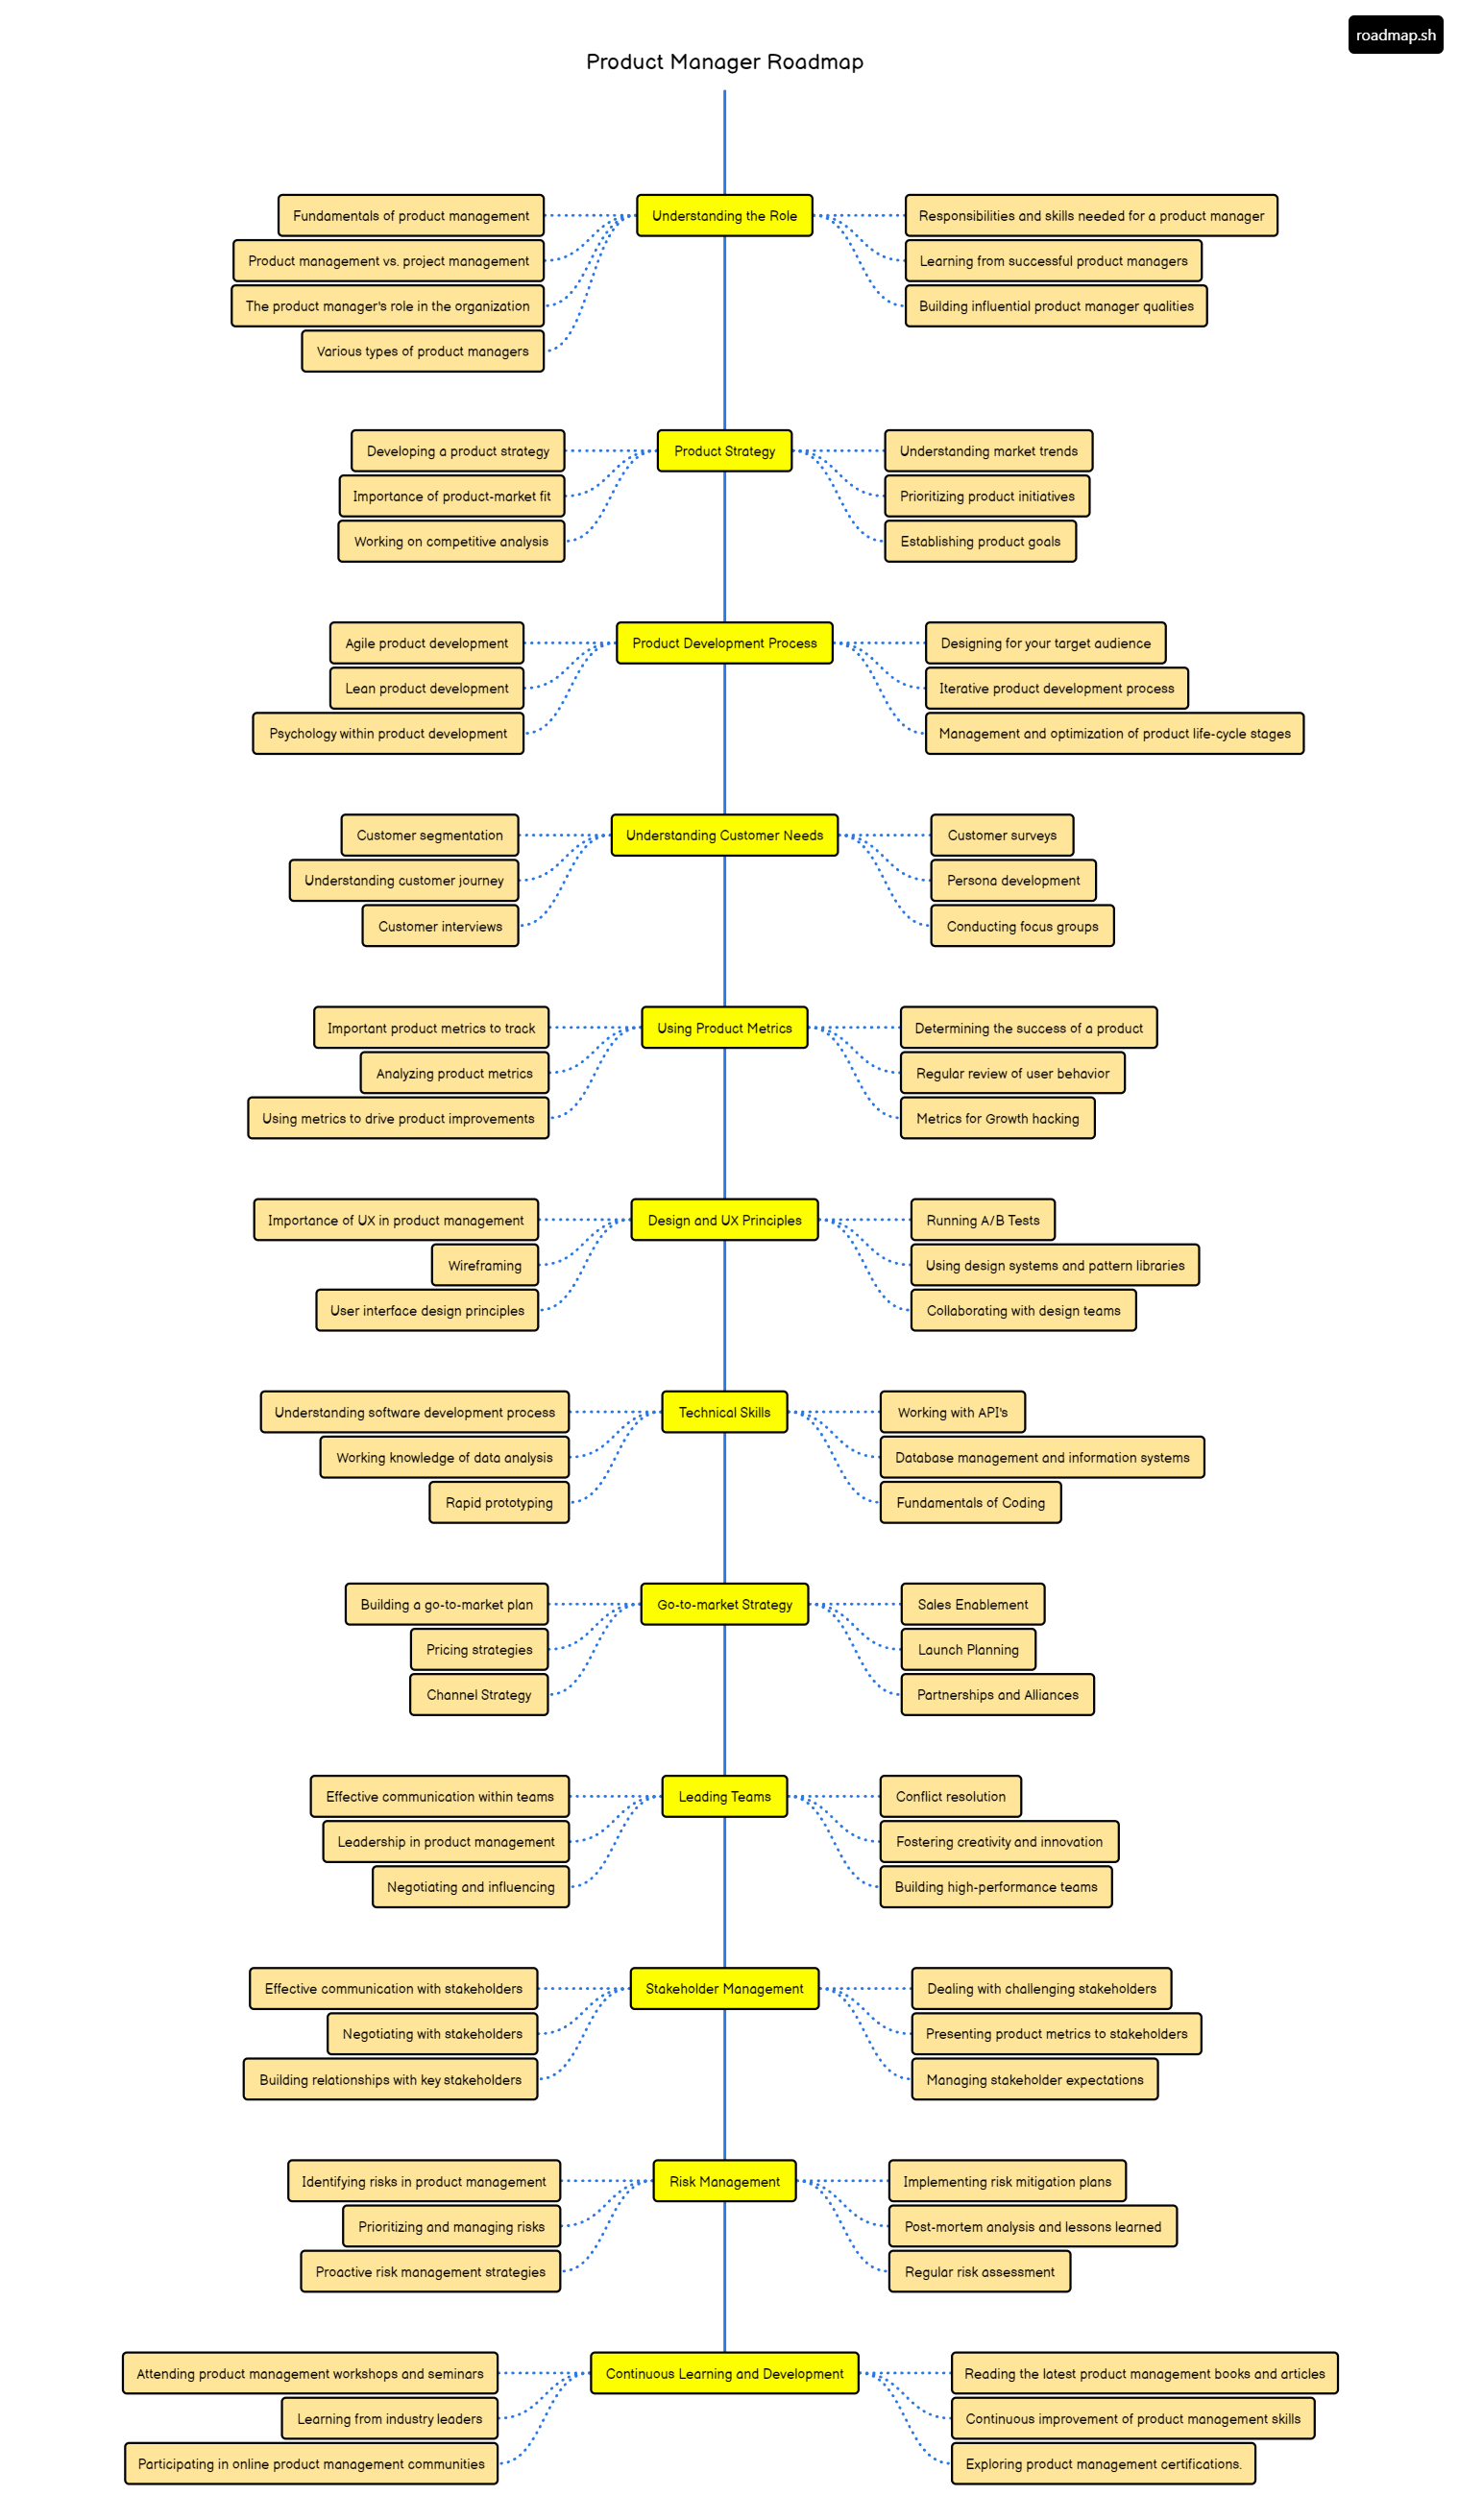 roadmap.sh
Product Manager Roadmap
Understanding the Role
Fundamentals of product management
Product management vs. project management
The product manager's role in the organization
Various types of product managers
Responsibilities and skills needed for a product manager
Learning from successful product managers
Building influential product manager qualities
Product Strategy
Developing a product strategy
Importance of product-market fit
Working on competitive analysis
Understanding market trends
Prioritizing product initiatives
Establishing product goals
Product Development Process
Agile product development
Lean product development
Psychology within product development
Designing for your target audience
Iterative product development process
Management and optimization of product life-cycle stages
Understanding Customer Needs
Customer segmentation
Understanding customer journey
Customer interviews
Customer surveys
Persona development
Conducting focus groups
Using Product Metrics
Important product metrics to track
Analyzing product metrics
Using metrics to drive product improvements
Determining the success of a product
Regular review of user behavior
Metrics for Growth hacking
Design and UX Principles
Importance of UX in product management
Wireframing
User interface design principles
Running A/B Tests
Using design systems and pattern libraries
Collaborating with design teams
Technical Skills
Understanding software development process
Working knowledge of data analysis
Rapid prototyping
Working with API's
Database management and information systems
Fundamentals of Coding
Go-to-market Strategy
Building a go-to-market plan
Pricing strategies
Channel Strategy
Sales Enablement
Launch Planning
Partnerships and Alliances
Leading Teams
Effective communication within teams
Leadership in product management
Negotiating and influencing
Conflict resolution
Fostering creativity and innovation
Building high-performance teams
Stakeholder Management
Effective communication with stakeholders
Negotiating with stakeholders
Building relationships with key stakeholders
Dealing with challenging stakeholders
Presenting product metrics to stakeholders
Managing stakeholder expectations
Risk Management
Identifying risks in product management
Prioritizing and managing risks
Proactive risk management strategies
Implementing risk mitigation plans
Post-mortem analysis and lessons learned
Regular risk assessment
Continuous Learning and Development
Attending product management workshops and seminars
Learning from industry leaders
Participating in online product management communities
Reading the latest product management books and articles
Continuous improvement of product management skills
Exploring product management certifications.